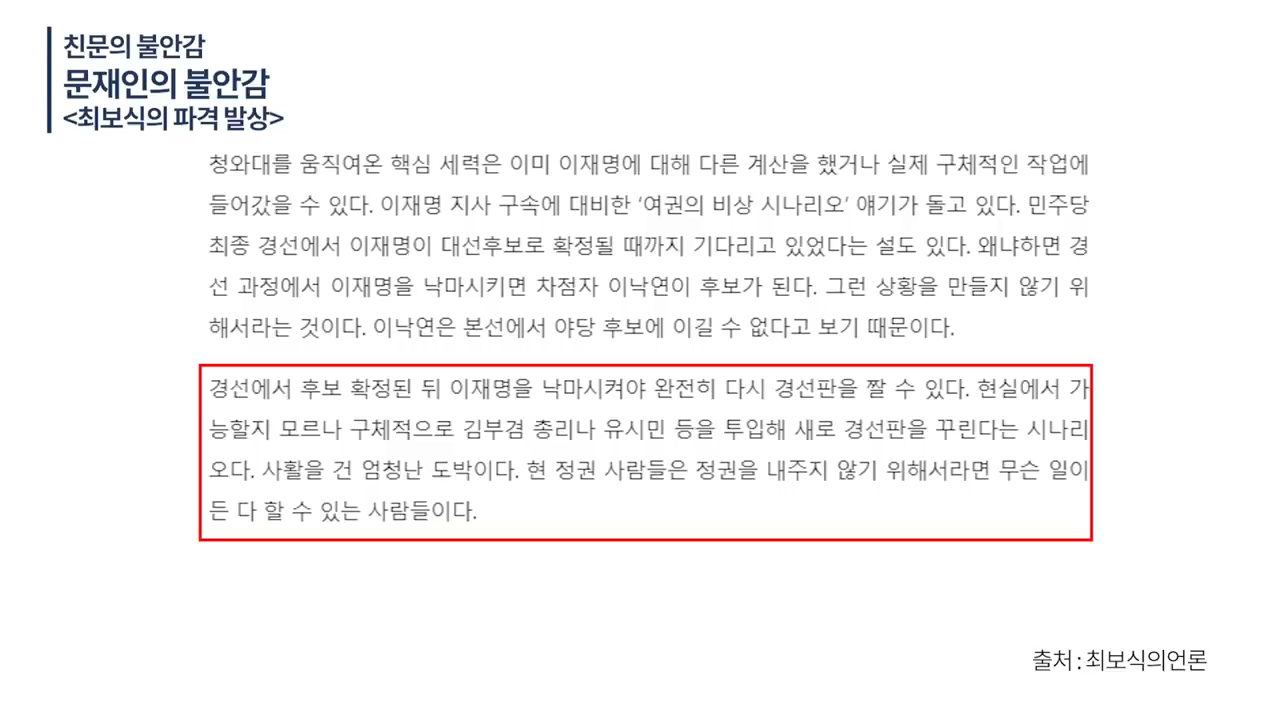 친문의 불안감
문재인의 불안감
<최보식의 파격 발상>
청와대를 움직여온 핵심 세력은 이미 이재명에 대해 다른 계산을 했거나 실제 구체적인 작업에
들어갔을 수 있다. 이재명 지사 구속에 대비한 ‘여권의 비상 시나리오’ 얘기가 돌고 있다. 민주당
최종 경선에서 이재명이 대선후보로 확정될 때까지 기다리고 있었다는 설도 있다. 왜냐하면 경
선 과정에서 이재명을 낙마시키면 차점자 이낙연이 후보가 된다. 그런 상황을 만들지 않기 위
해서라는 것이다. 이낙연은 본선에서 야당 후보에 이길 수 없다고 보기 때문이다.
경선에서 후보 확정된 뒤 이재명을 낙마시켜야 완전히 다시 경선판을 짤 수 있다. 현실에서 가
능할지 모르나 구체적으로 김부겸 총리나 유시민 등을 투입해 새로 경선판을 꾸린다는 시나리
오다. 사활을 건 엄청난 도박이다. 현 정권 사람들은 정권을 내주지 않기 위해서라면 무슨 일이
든 다 할 수 있는 사람들이다.
출처 : 최보식의언론